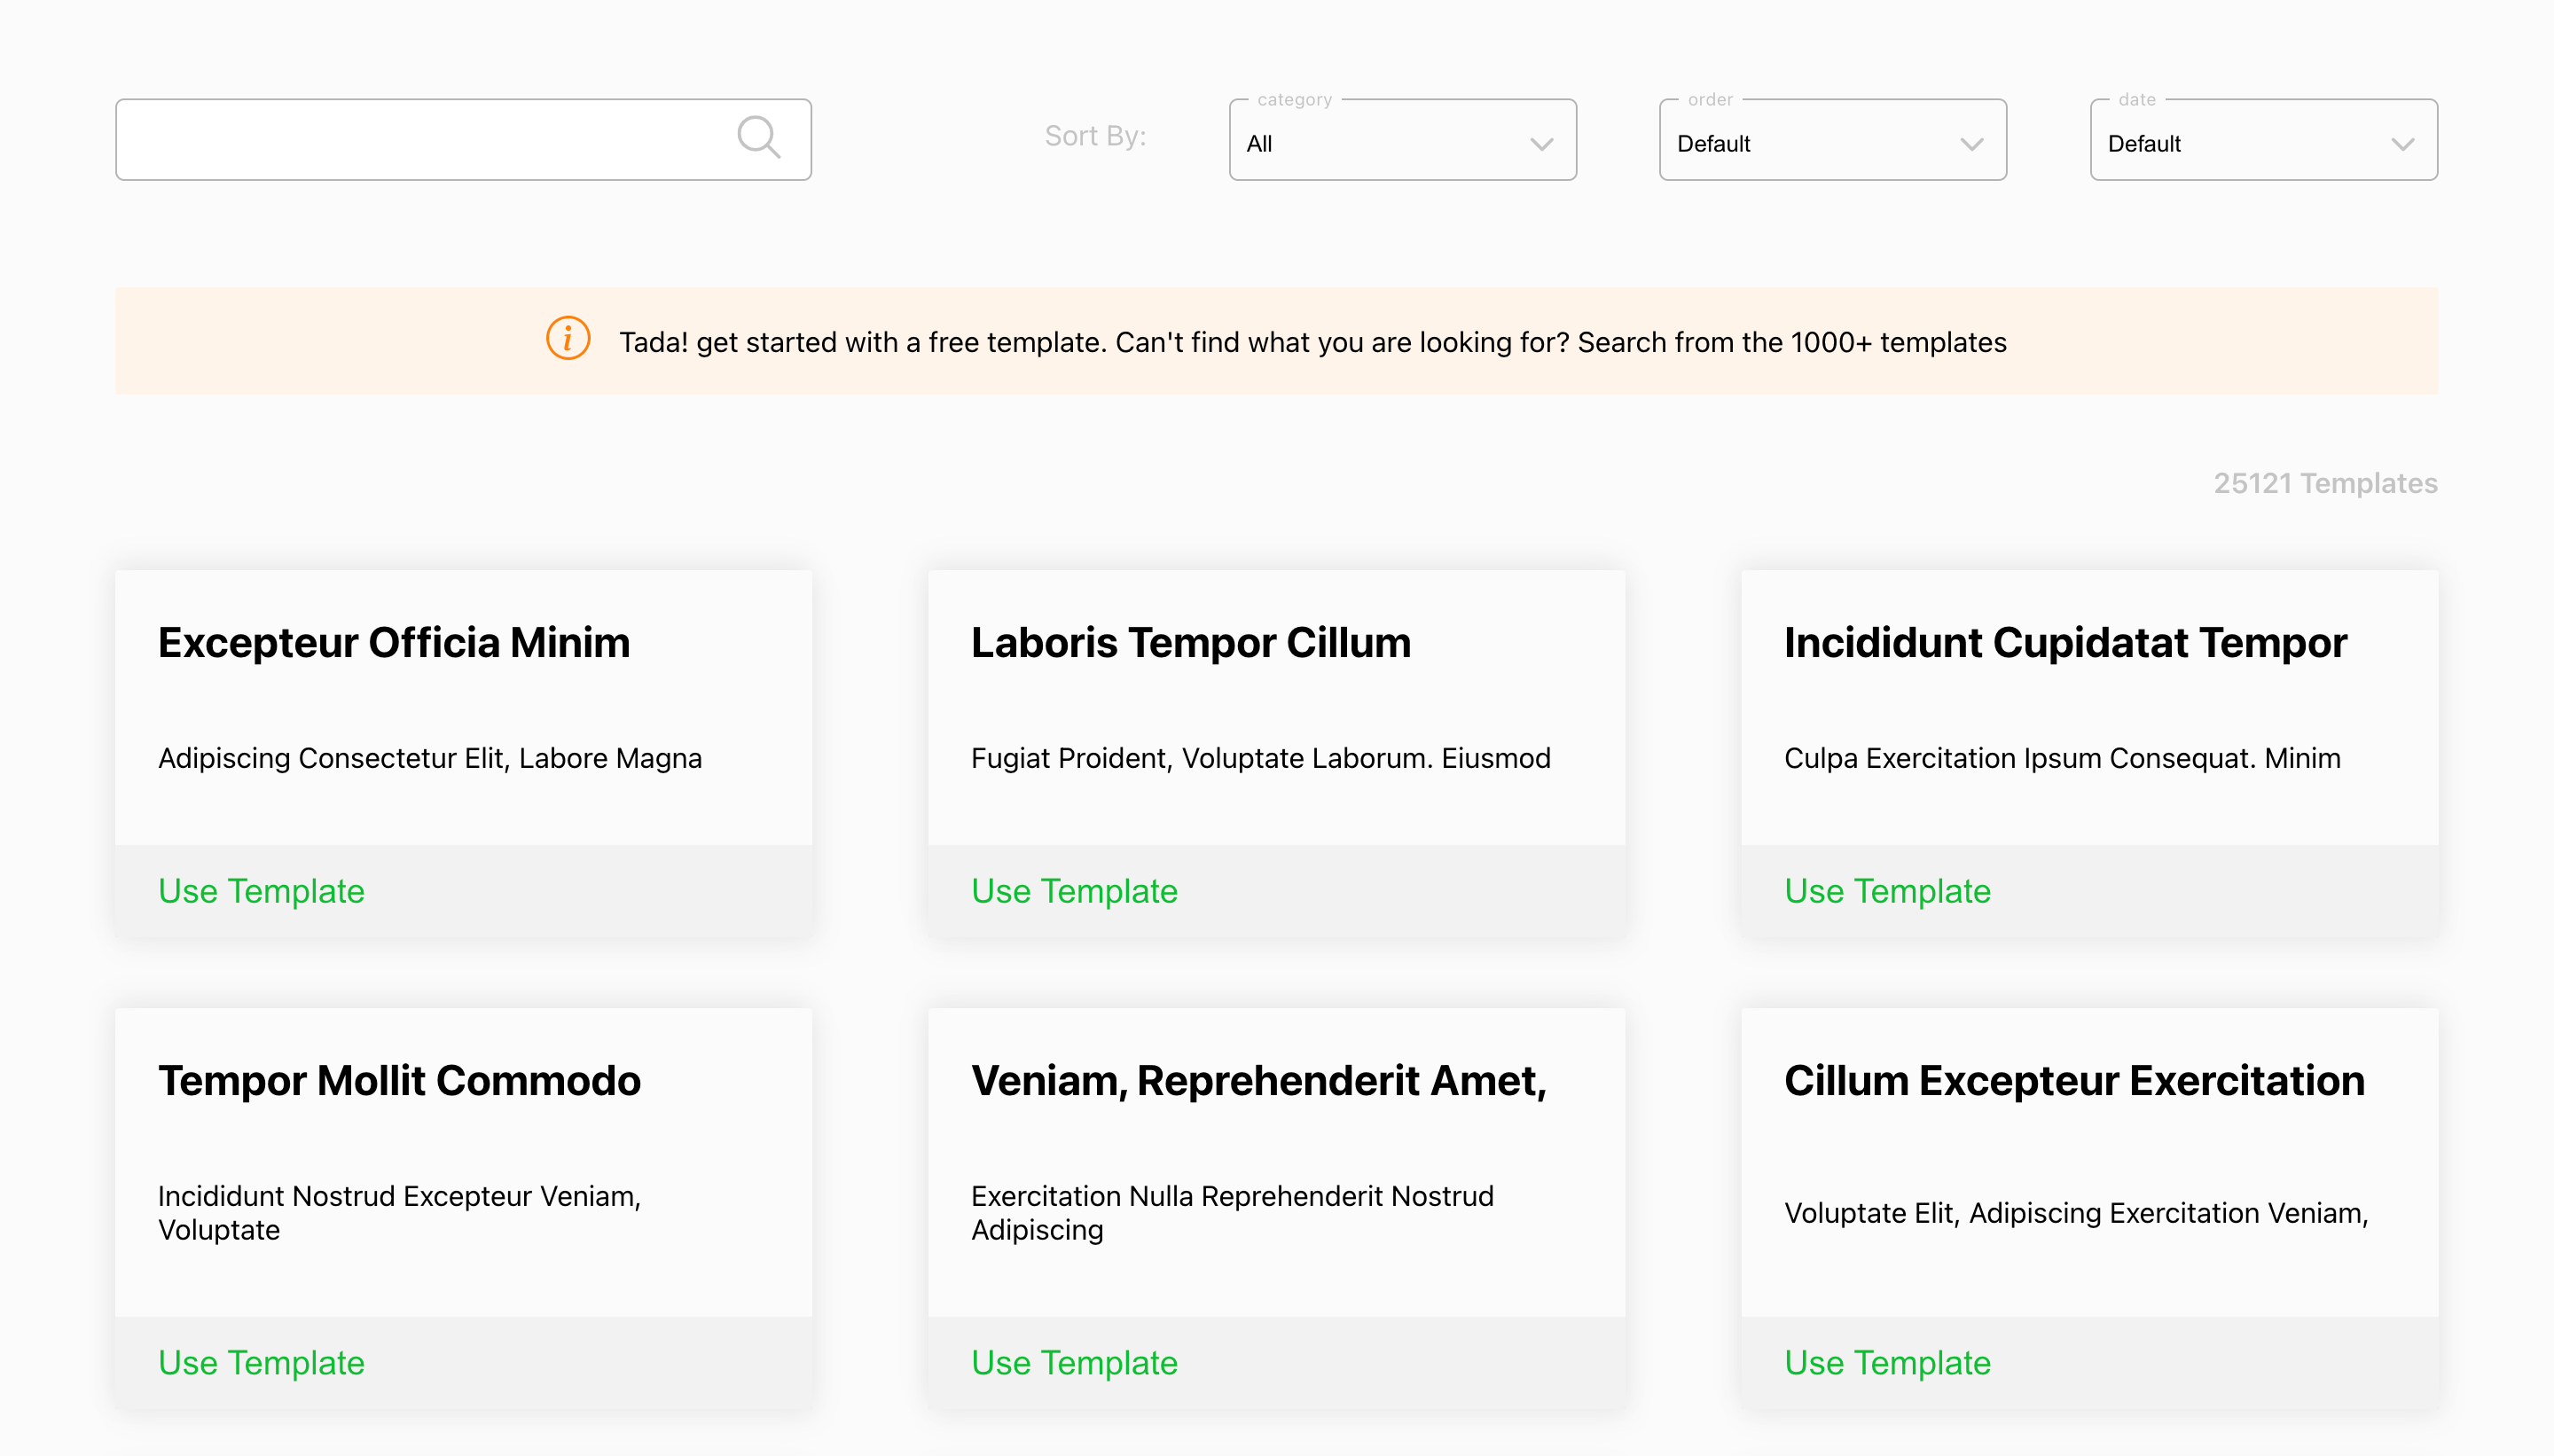 category
order
date
Sort By:
All
Default
Default
i Tada! get started with a free template. Can't find what you are looking for? Search from the 1000+ templates
25121 Templates
Excepteur Officia Minim
Adipiscing Consectetur Elit, Labore Magna
Use Template
Laboris Tempor Cillum
Fugiat Proident, Voluptate Laborum. Eiusmod
Use Template
Incididunt Cupidatat Tempor
Culpa Exercitation Ipsum Consequat. Minim
Use Template
Tempor Mollit Commodo
Incididunt Nostrud Excepteur Veniam,
Voluptate
Use Template
Veniam, Reprehenderit Amet,
Exercitation Nulla Reprehenderit Nostrud
Adipiscing
Use Template
Cillum Excepteur Exercitation
Voluptate Elit, Adipiscing Exercitation Veniam,
Use Template